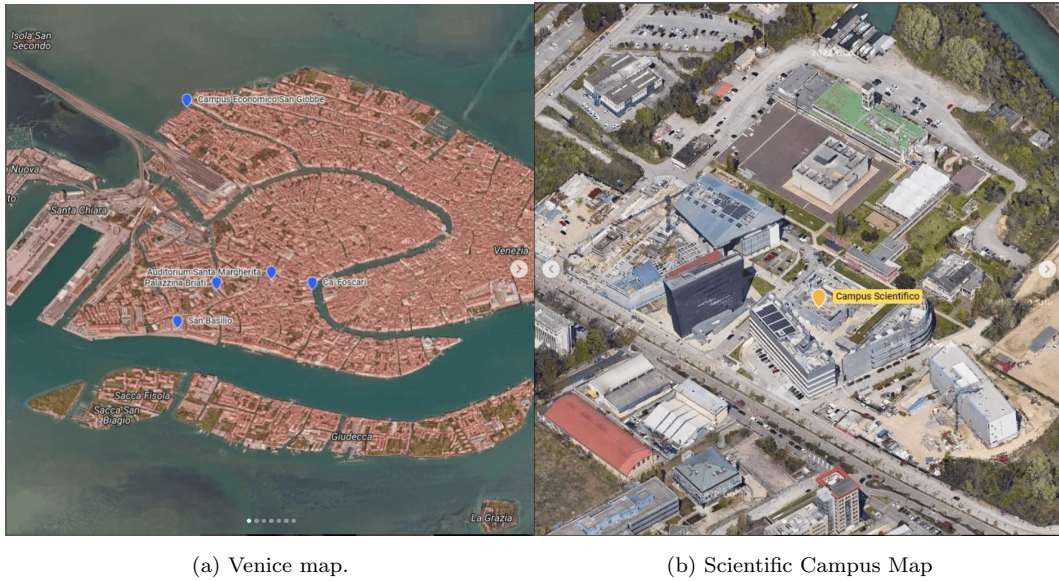 Isola San
Secondo
Campus Economico San Giobbe
Nuova
to
Santa Chiara
Venezia
Auditorium Santa Margherita
Palazzina Briati
Ca' Foscari
San Basilio
Sacca Fisola
Sacca San
Biagio
Giudecca
La Grazia
Campus Scientifico
(a) Venice map.
(b) Scientific Campus Map